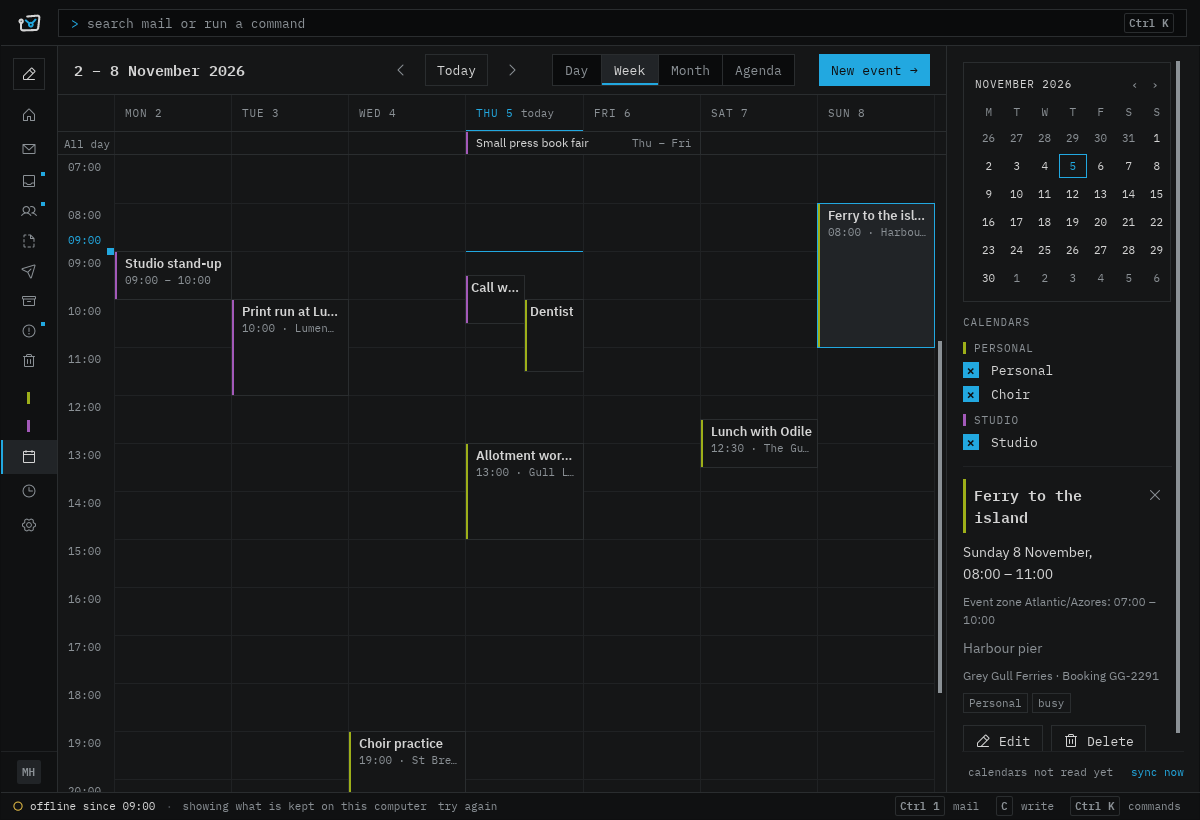 > search mail or run a command Ctrl K
2 – 8 November 2026
Today
Day Week Month Agenda
New event →
MON 2 TUE 3 WED 4 THU 5 today FRI 6 SAT 7 SUN 8
All day
Small press book fair Thu – Fri
07:00
08:00
09:00
09:00
10:00
11:00
12:00
13:00
14:00
15:00
16:00
17:00
18:00
19:00
20:00
Studio stand-up
09:00 – 10:00
Print run at Lu…
10:00 · Lumen…
Choir practice
19:00 · St Bre…
Call w…
Dentist
Allotment wor…
13:00 · Gull L…
Lunch with Odile
12:30 · The Gu…
Ferry to the isl…
08:00 · Harbou…
NOVEMBER 2026 ‹ ›
M T W T F S S
26 27 28 29 30 31 1
2 3 4 5 6 7 8
9 10 11 12 13 14 15
16 17 18 19 20 21 22
23 24 25 26 27 28 29
30 1 2 3 4 5 6
CALENDARS
PERSONAL
Personal
Choir
STUDIO
Studio
Ferry to the
island
Sunday 8 November,
08:00 – 11:00
Event zone Atlantic/Azores: 07:00 –
10:00
Harbour pier
Grey Gull Ferries · Booking GG-2291
Personal busy
Edit Delete
calendars not read yet sync now
MH
offline since 09:00 · showing what is kept on this computer try again
Ctrl 1 mail C write Ctrl K commands